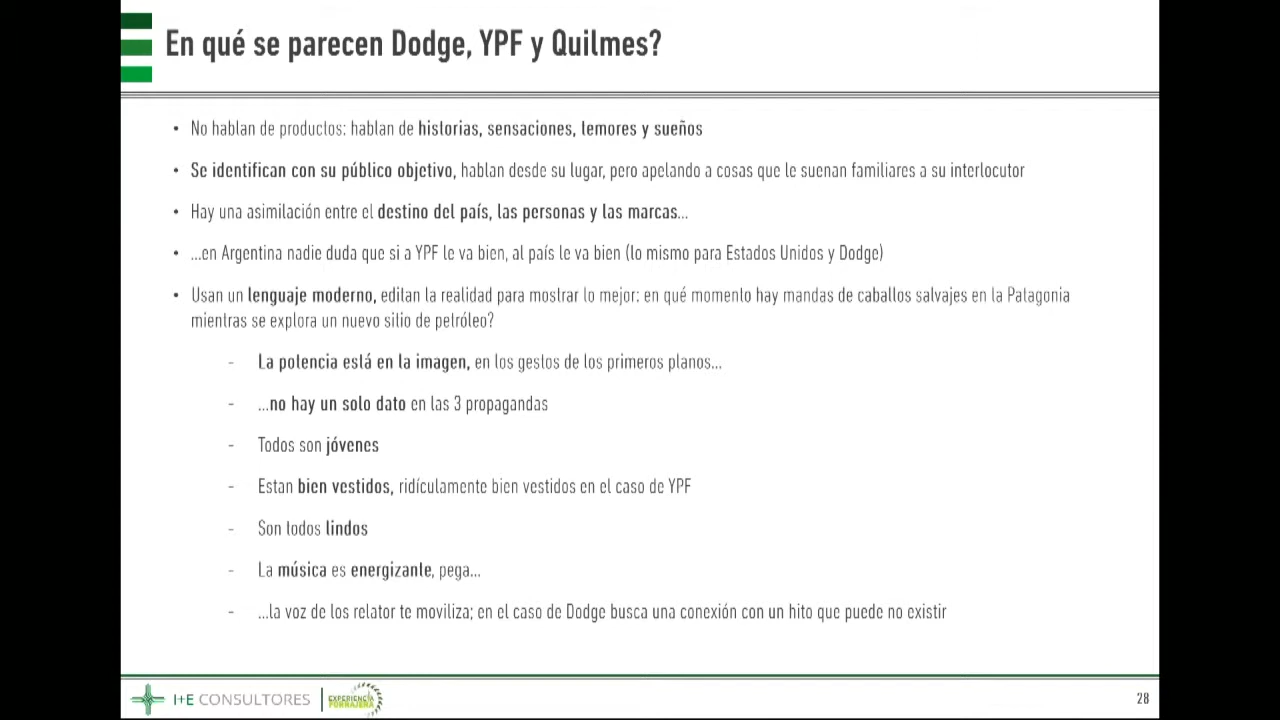 En qué se parecen Dodge, YPF y Quilmes?
• No hablan de productos: hablan de historias, sensaciones, temores y sueños
• Se identifican con su público objetivo, hablan desde su lugar, pero apelando a cosas que le suenan familiares a su interlocutor
• Hay una asimilación entre el destino del país, las personas y las marcas...
• ...en Argentina nadie duda que si a YPF le va bien, al país le va bien (lo mismo para Estados Unidos y Dodge)
• Usan un lenguaje moderno, editan la realidad para mostrar lo mejor: en qué momento hay mandas de caballos salvajes en la Patagonia
mientras se explora un nuevo sitio de petróleo?
- La potencia está en la imagen, en los gestos de los primeros planos...
- ...no hay un solo dato en las 3 propagandas
- Todos son jóvenes
- Estan bien vestidos, ridículamente bien vestidos en el caso de YPF
- Son todos lindos
- La música es energizante, pega...
- ...la voz de los relator te moviliza; en el caso de Dodge busca una conexión con un hito que puede no existir
I+E CONSULTORES
EXPERIENCIA
FORRAJERA
28